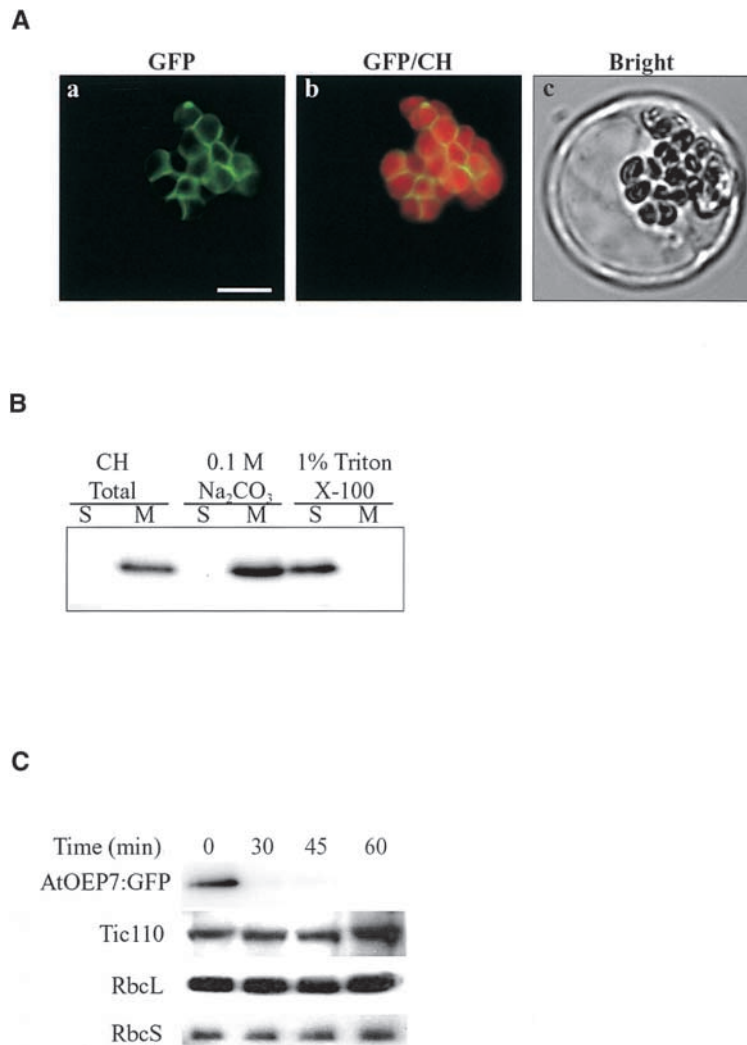 A
GFP
GFP/CH
Bright
a
b
c
B
CH
0.1 M
1% Triton
Total
Na₂CO₃
X-100
S M S M S M
C
Time (min) 0 30 45 60
AtOEP7:GFP
Tic110
RbcL
RbcS